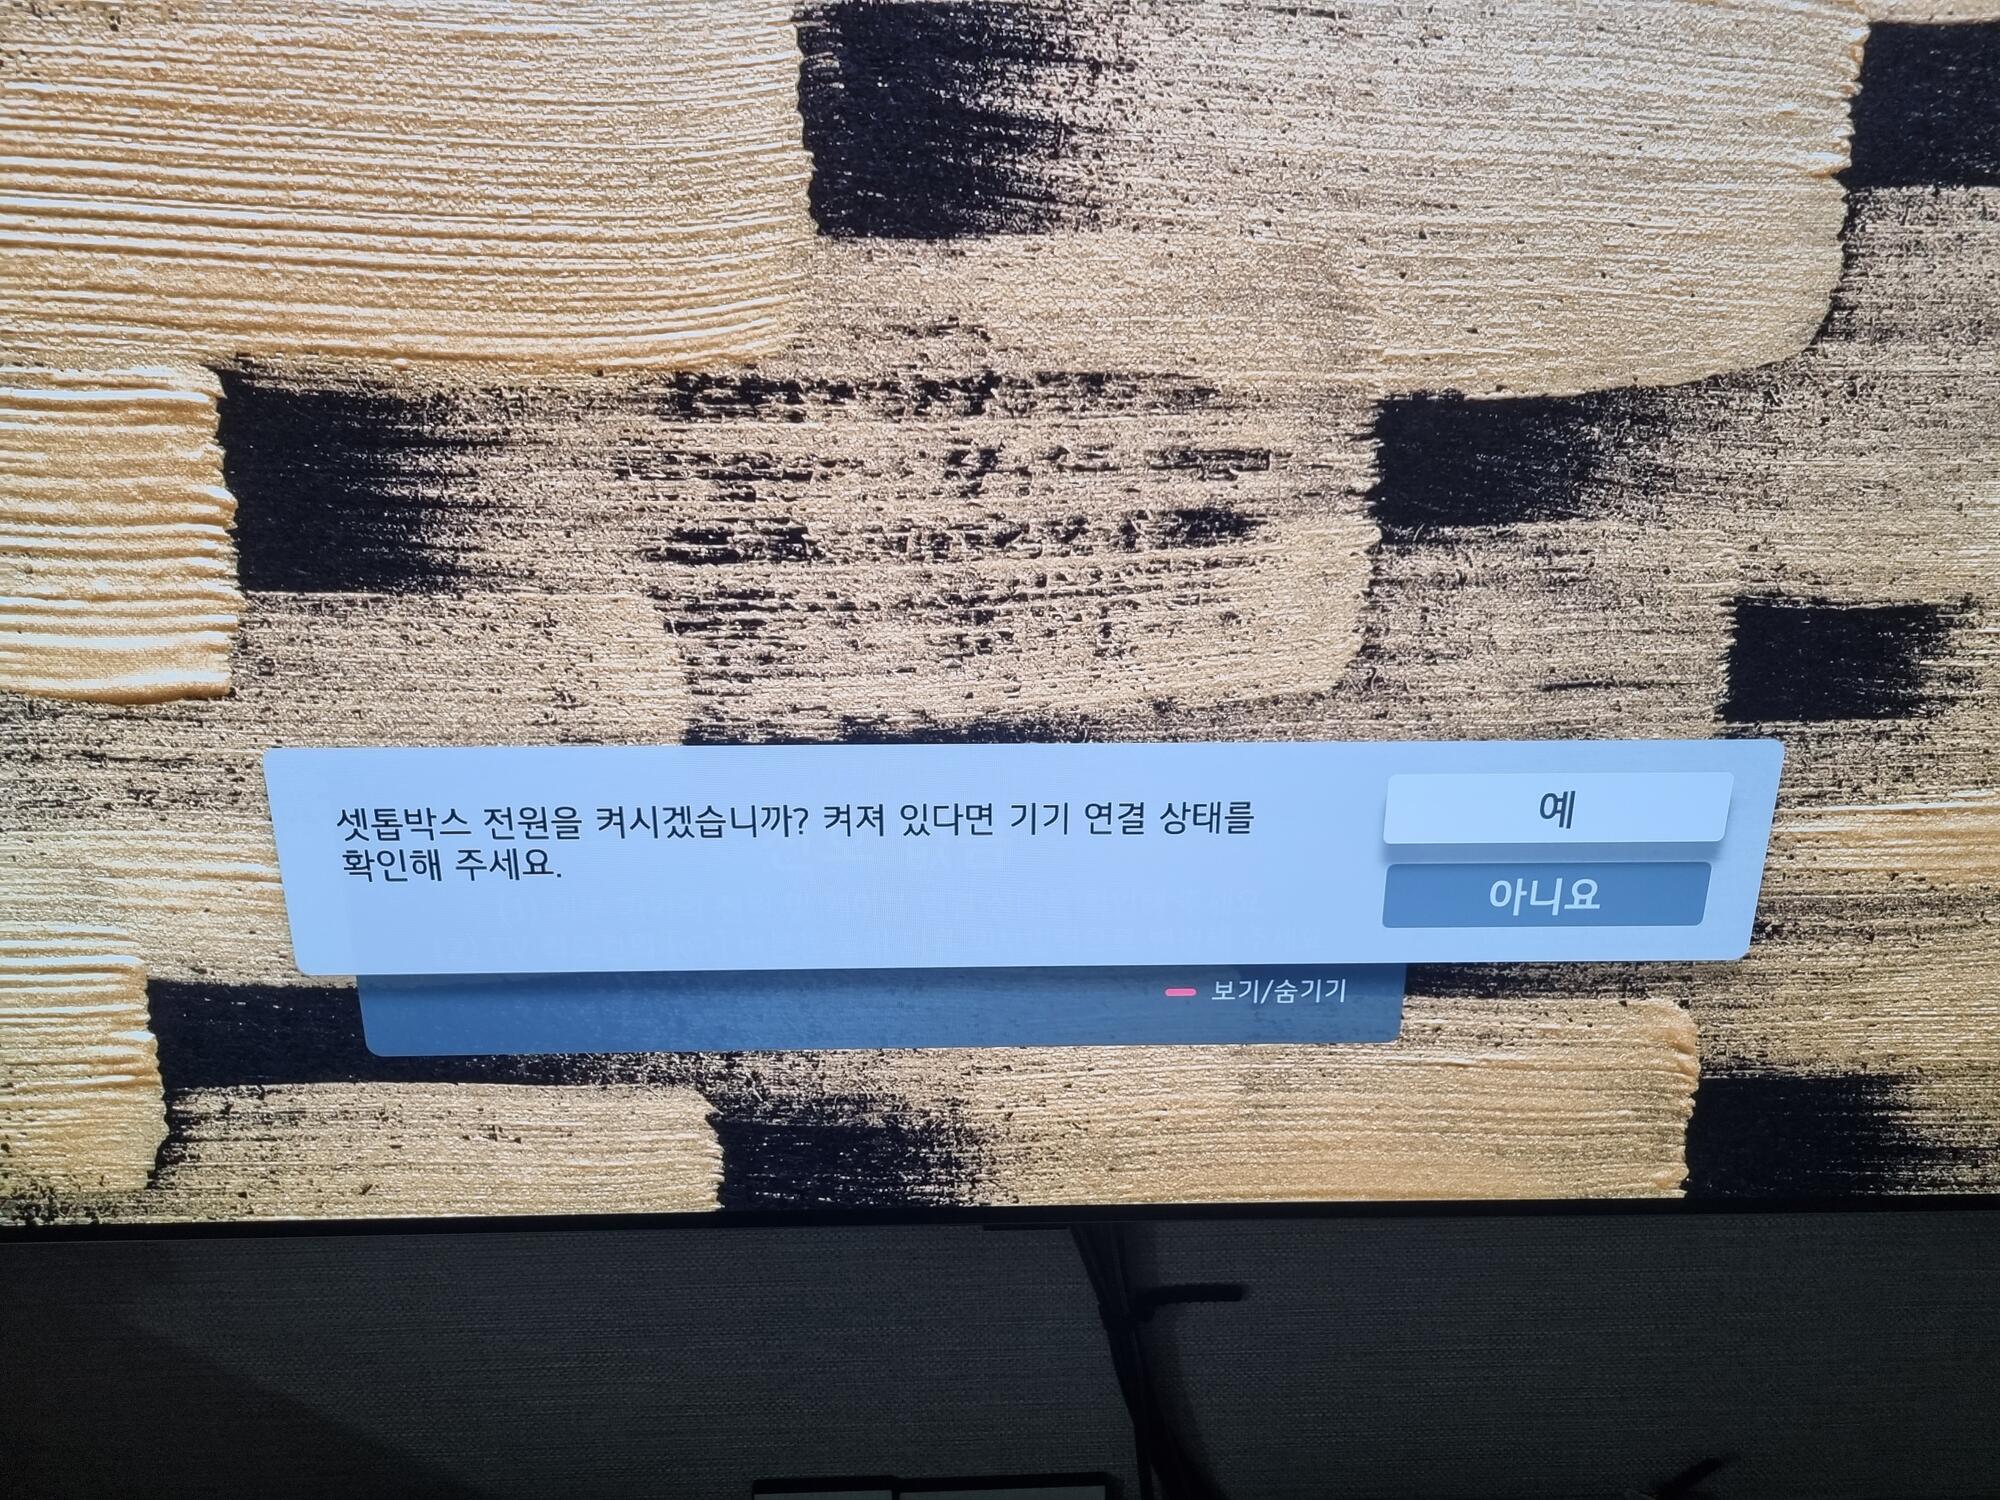 셋톱박스 전원을 켜시겠습니까? 켜져 있다면 기기 연결 상태를
확인해 주세요.
예
아니요
보기/숨기기